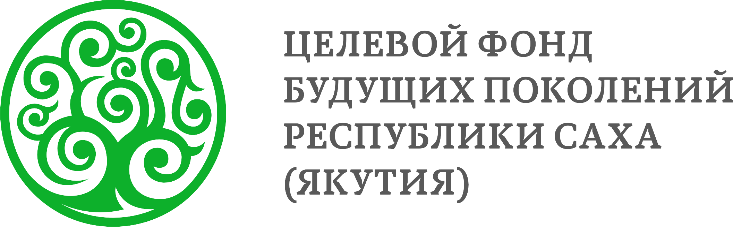 ЦЕЛЕВОЙ ФОНД
БУДУЩИХ ПОКОЛЕНИЙ
РЕСПУБЛИКИ САХА
(ЯКУТИЯ)